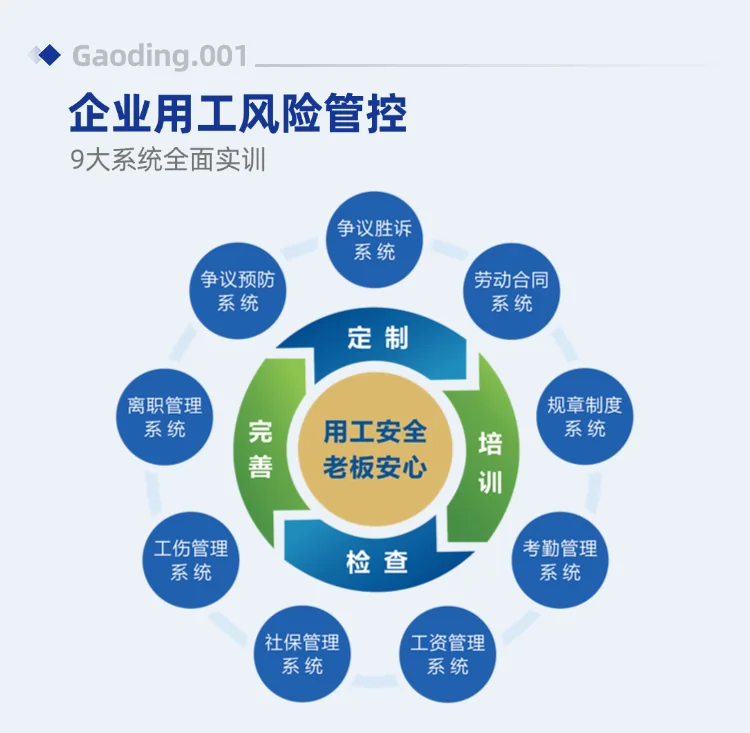 Gaoding.001
企业用工风险管控
9大系统全面实训
争议胜诉
系统
劳动合同
系统
规章制度
系统
考勤管理
系统
工资管理
系统
社保管理
系统
工伤管理
系统
离职管理
系统
争议预防
系统
定制
培
训
检查
完
善
用工安全
老板安心